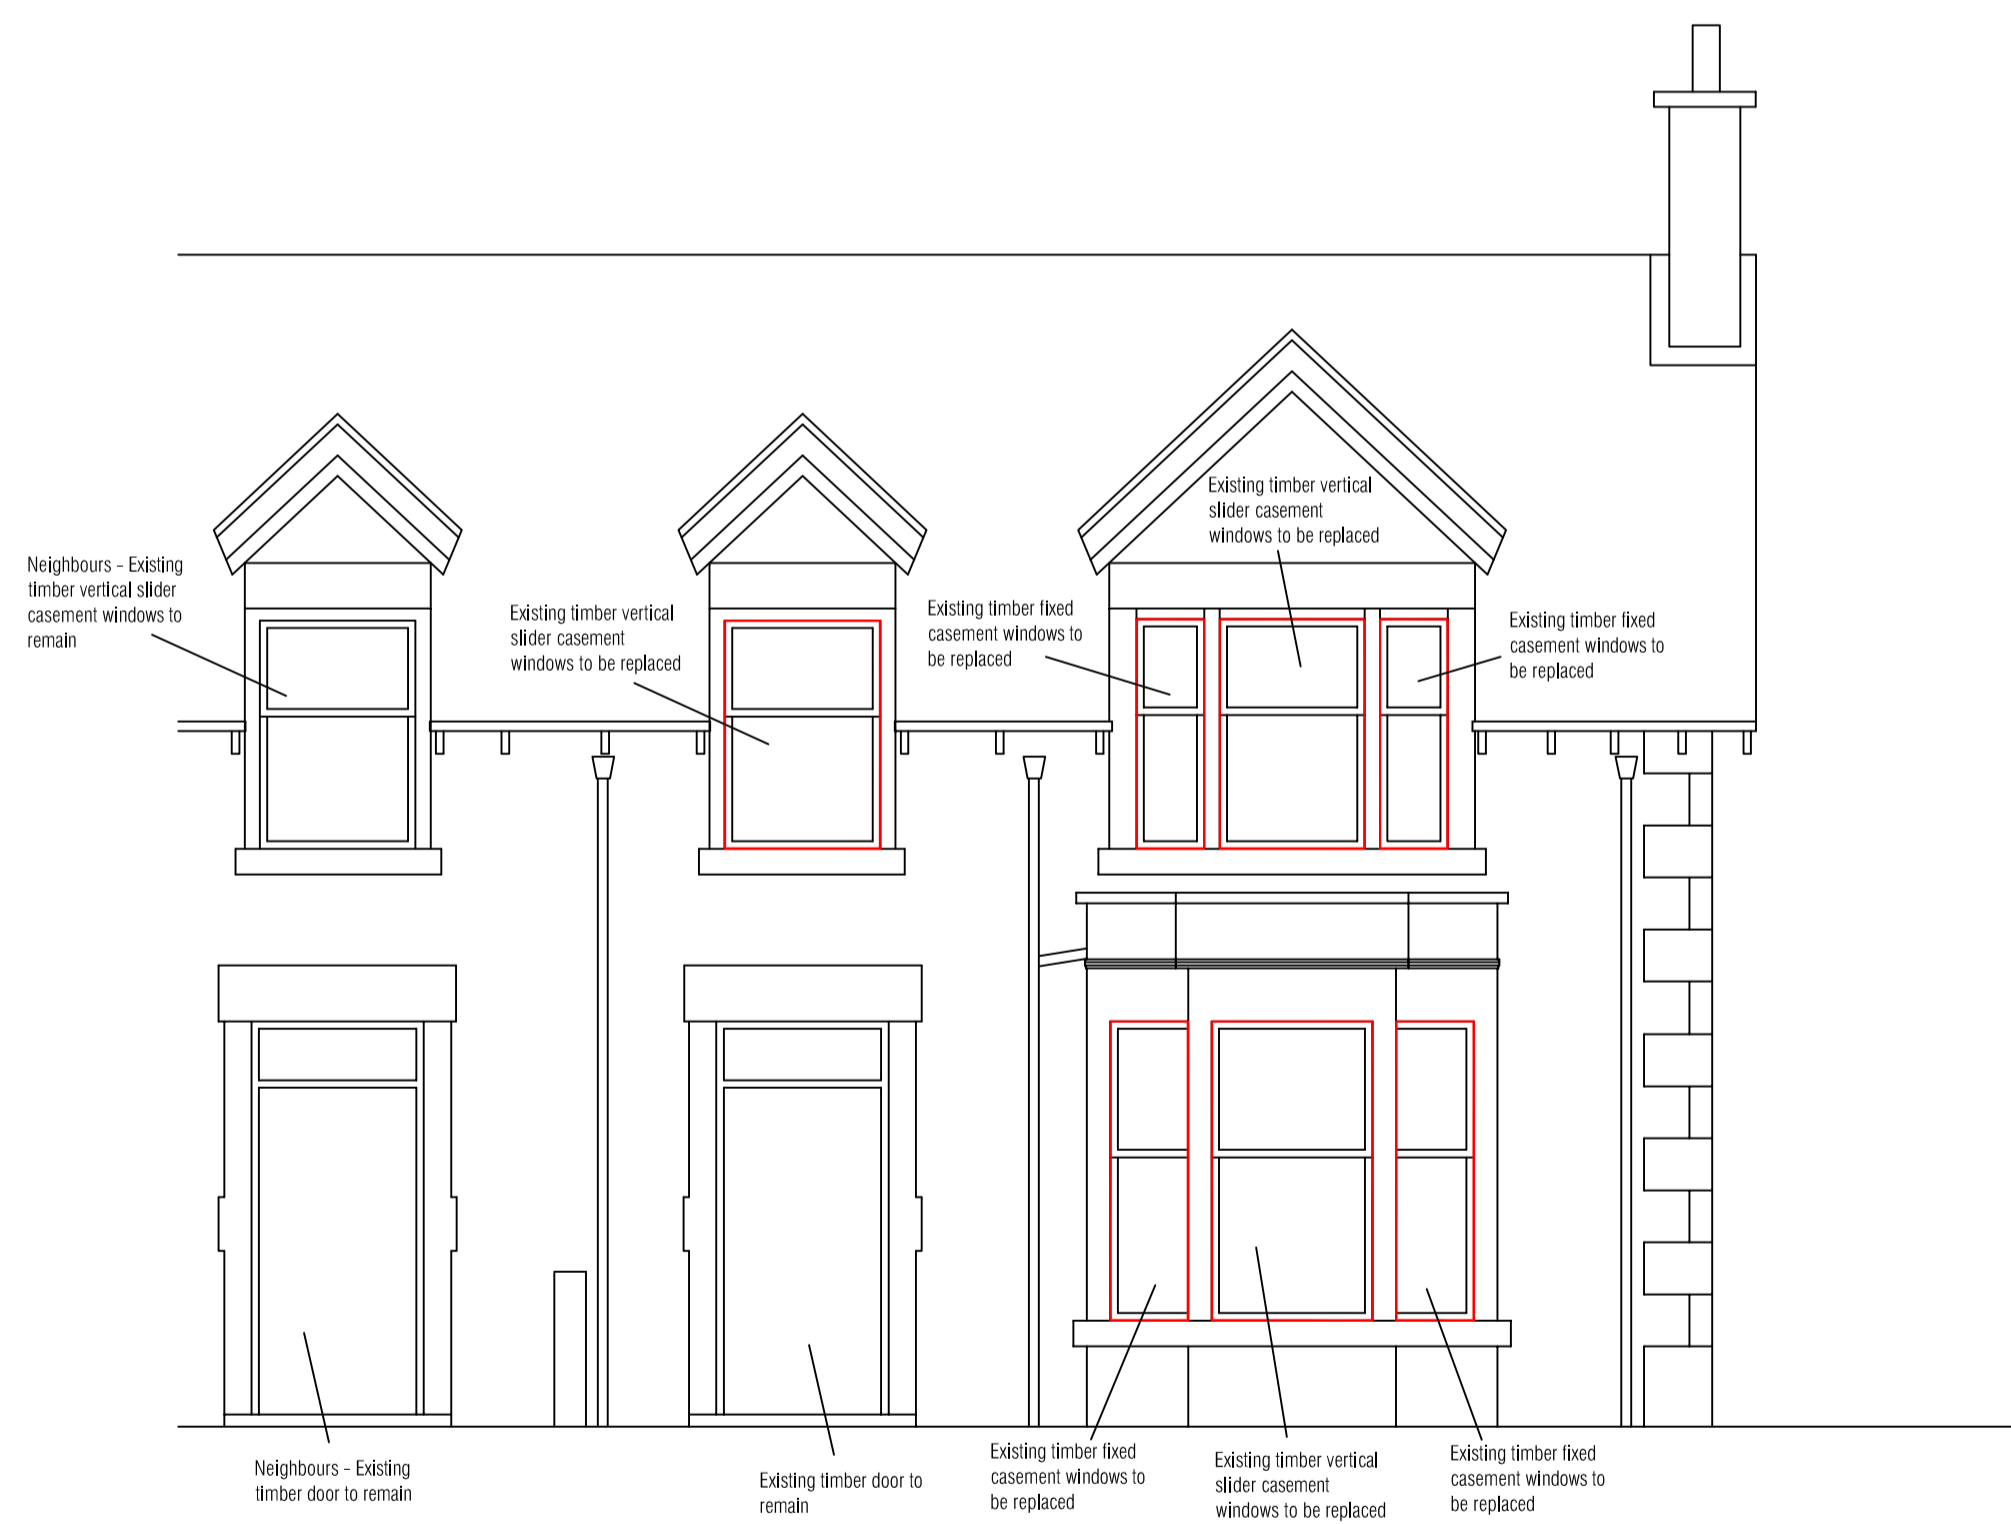 Existing timber vertical
slider casement
windows to be replaced
Neighbours - Existing
timber vertical slider
casement windows to
remain
Existing timber vertical
slider casement
windows to be replaced
Existing timber fixed
casement windows to
be replaced
Existing timber fixed
casement windows to
be replaced
Neighbours - Existing
timber door to remain
Existing timber door to
remain
Existing timber fixed
casement windows to
be replaced
Existing timber vertical
slider casement
windows to be replaced
Existing timber fixed
casement windows to
be replaced